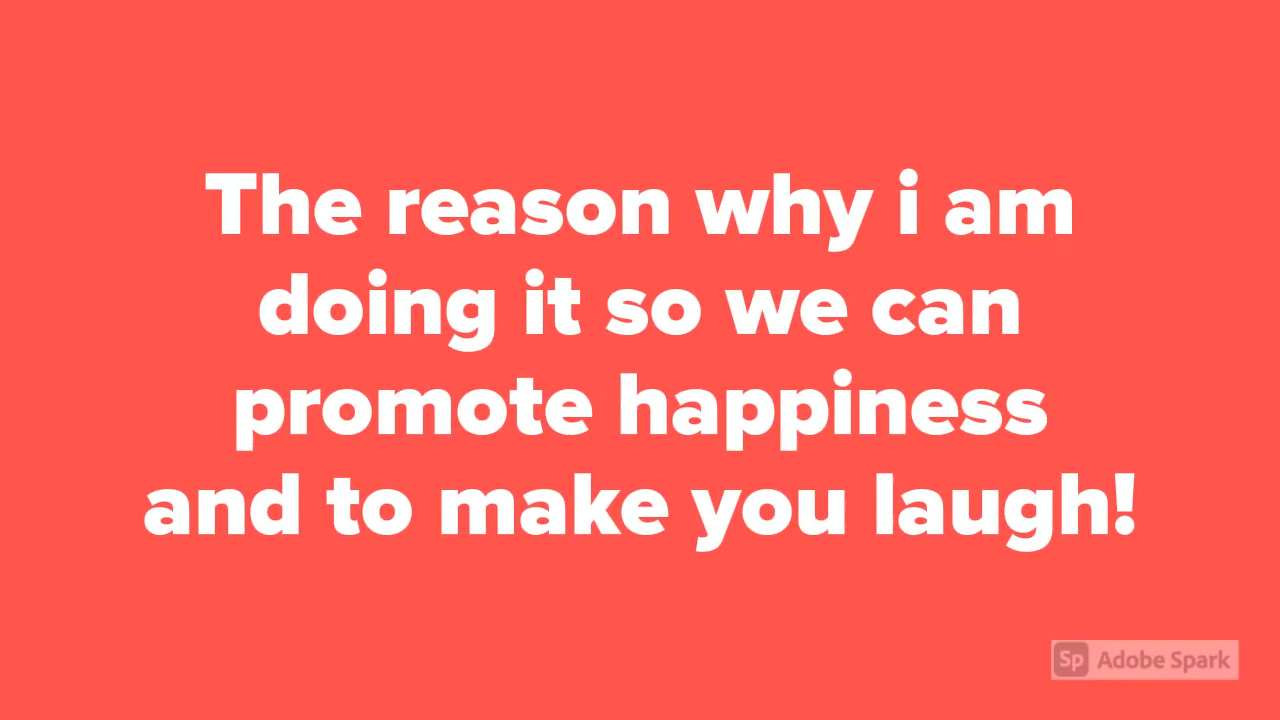 The reason why i am
doing it so we can
promote happiness
and to make you laugh!
Sp Adobe Spark